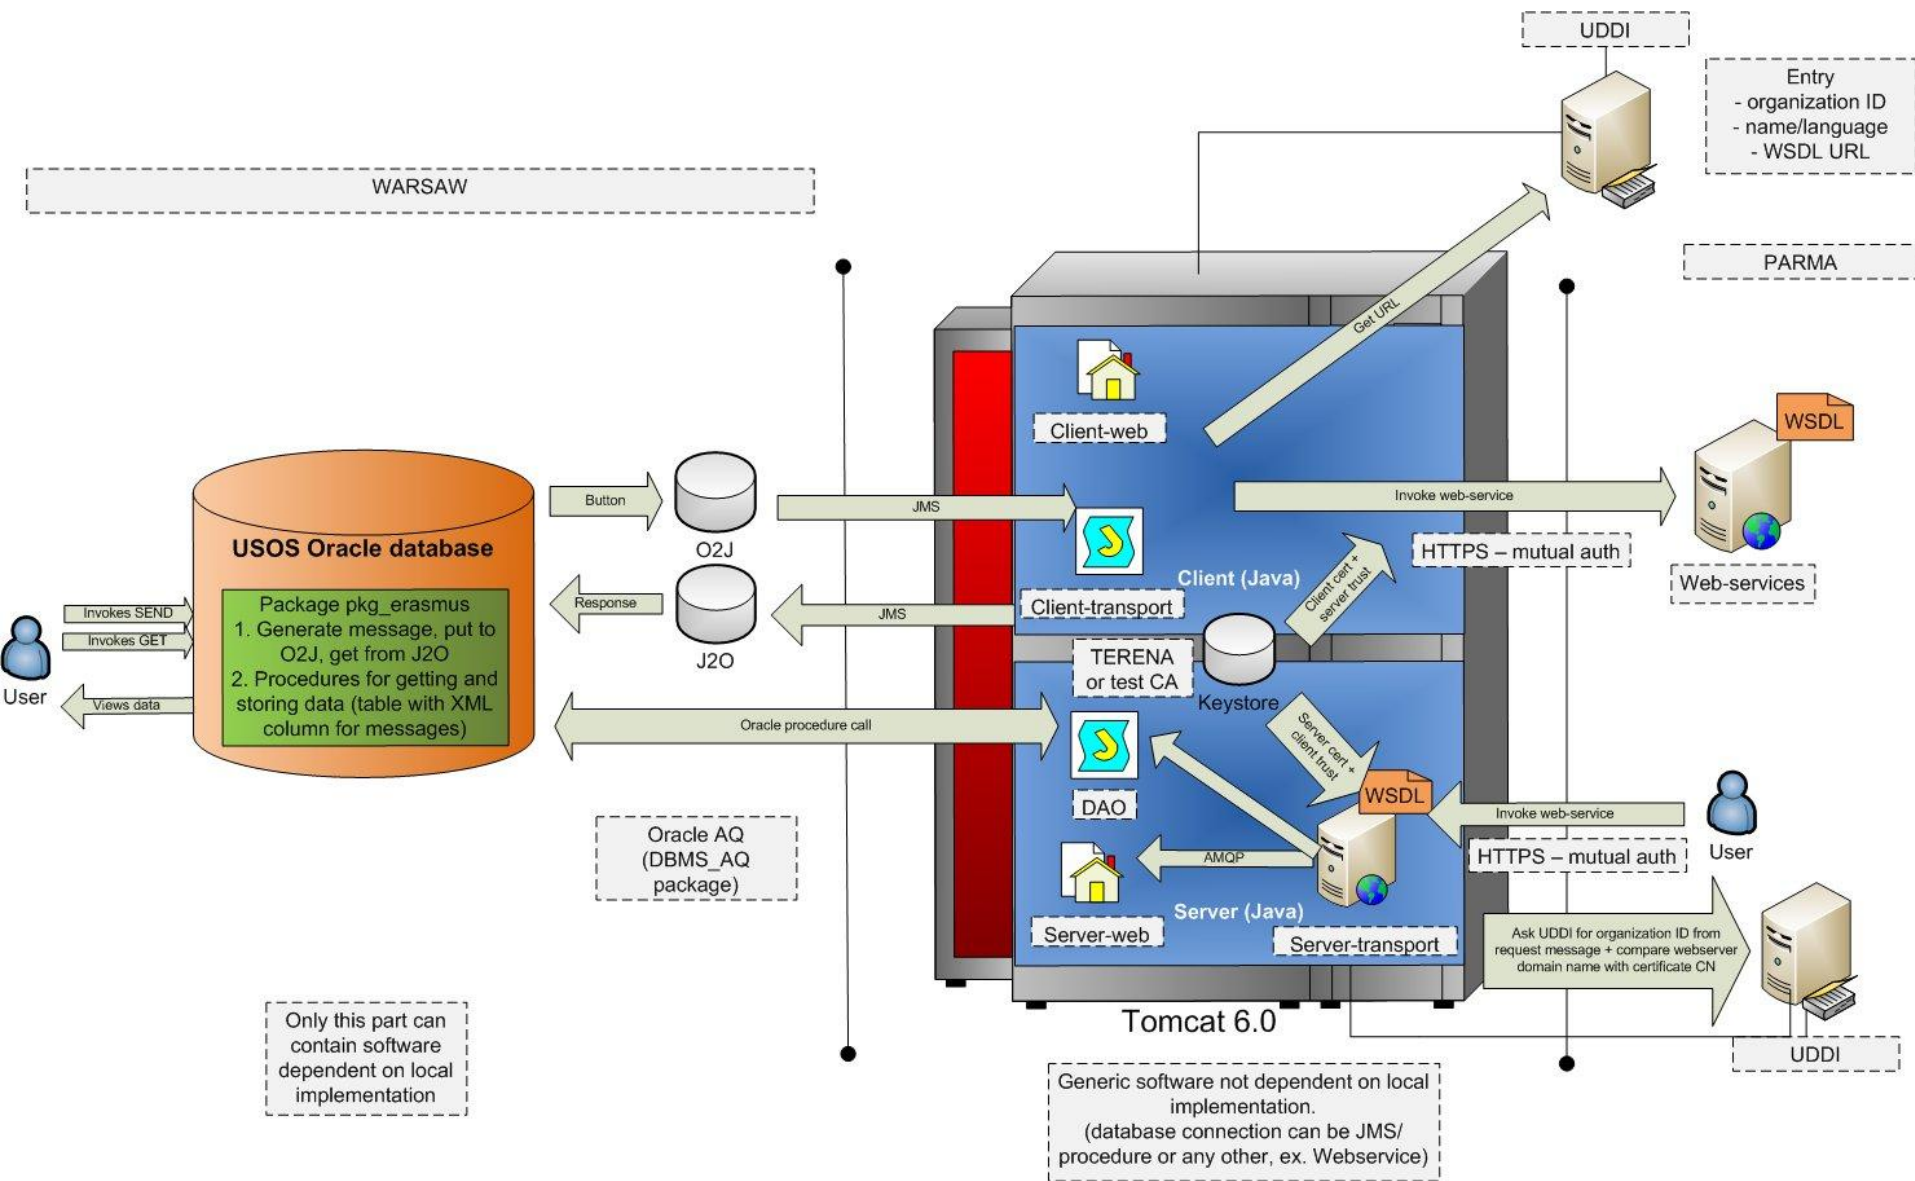 UDDI
Entry
- organization ID
- name/language
- WSDL URL
WARSAW
PARMA
Get URL
Client-web
WSDL
Button
JMS
Invoke web-service
O2J
HTTPS – mutual auth
USOS Oracle database
Client (Java)
Client cert +
server trust
Web-services
Response
JMS
Client-transport
Invokes SEND
Invokes GET
Package pkg_erasmus
1. Generate message, put to
O2J, get from J2O
2. Procedures for getting and
storing data (table with XML
column for messages)
J2O
TERENA
or test CA
Keystore
User
Views data
Oracle procedure call
Server cert +
client trust
WSDL
DAO
Invoke web-service
Oracle AQ
(DBMS_AQ
package)
HTTPS – mutual auth
User
AMQP
Server (Java)
Server-web
Server-transport
Ask UDDI for organization ID from
request message + compare webserver
domain name with certificate CN
Tomcat 6.0
Only this part can
contain software
dependent on local
implementation
UDDI
Generic software not dependent on local
implementation.
(database connection can be JMS/
procedure or any other, ex. Webservice)